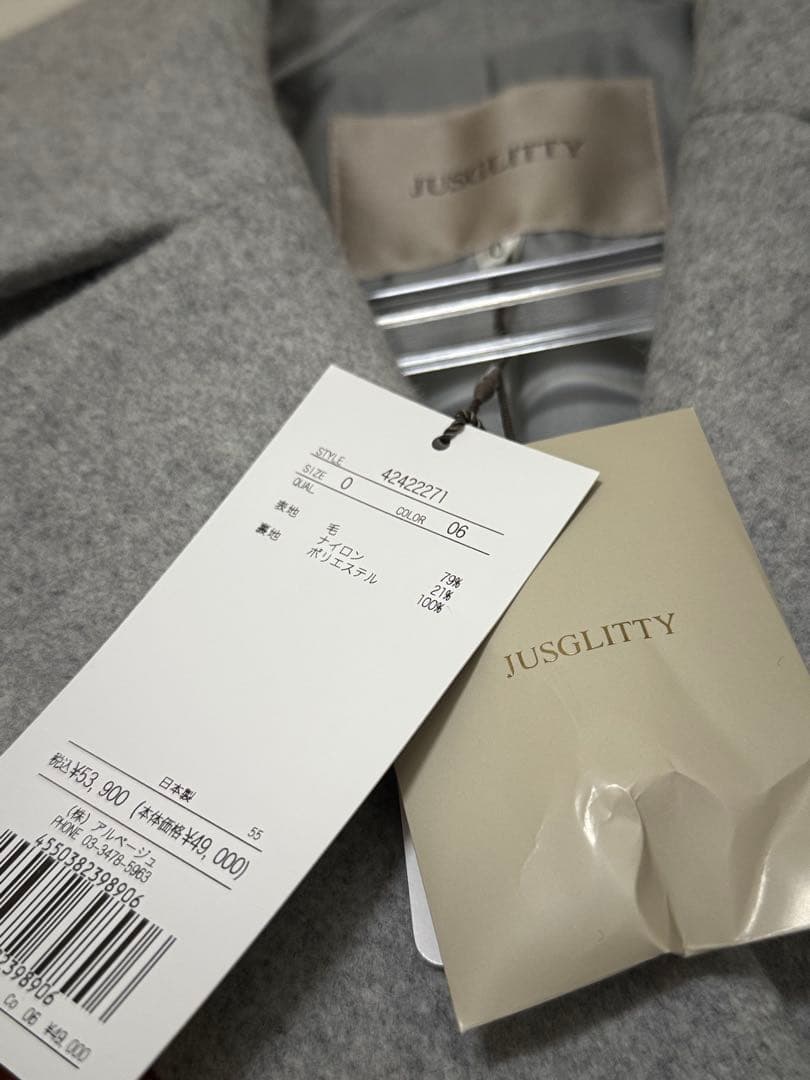 JUSGLITTY
0
STYLE 42422271
SIZE 0 COLOR 06
QUAL
表地 毛 79%
ナイロン 21%
裏地 ポリエステル 100%
日本製 55
税込¥53,900 (本体価格¥49,000)
(株) アルページュ
PHONE 03-3478-5963
4550382398906
2398906
Co 06 ¥49,000
JUSGLITTY